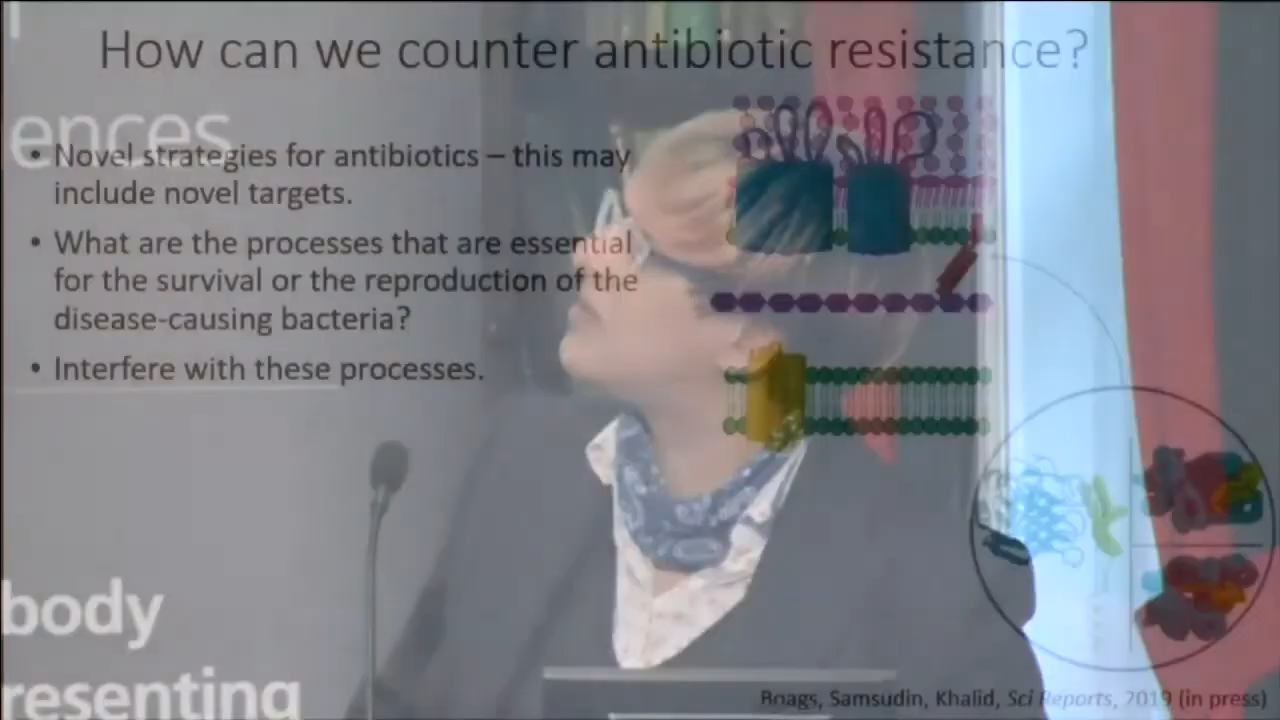 How can we counter antibiotic resistance?
ences
• Novel strategies for antibiotics – this may
include novel targets.
• What are the processes that are essential
for the survival or the reproduction of the
disease-causing bacteria?
• Interfere with these processes.
body
resenting
Boags, Samsudin, Khalid, Sci Reports, 2019 (in press)